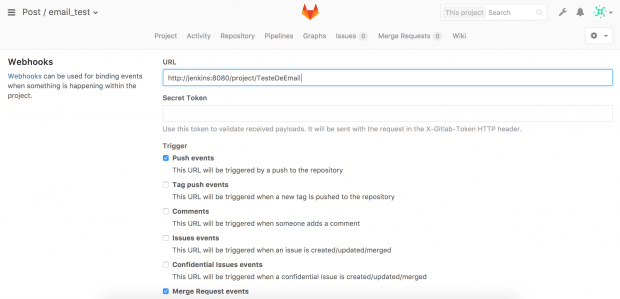 Post / email_test
This project Search
Project Activity Repository Pipelines Graphs Issues 0 Merge Requests 0 Wiki
Webhooks
Webhooks can be used for binding events
when something is happening within the
project.
URL
http://jenkins:8080/project/TesteDeEmail
Secret Token
Use this token to validate received payloads. It will be sent with the request in the X-Gitlab-Token HTTP header.
Trigger
Push events
This URL will be triggered by a push to the repository
Tag push events
This URL will be triggered when a new tag is pushed to the repository
Comments
This URL will be triggered when someone adds a comment
Issues events
This URL will be triggered when an issue is created/updated/merged
Confidential Issues events
This URL will be triggered when a confidential issue is created/updated/merged
Merge Request events